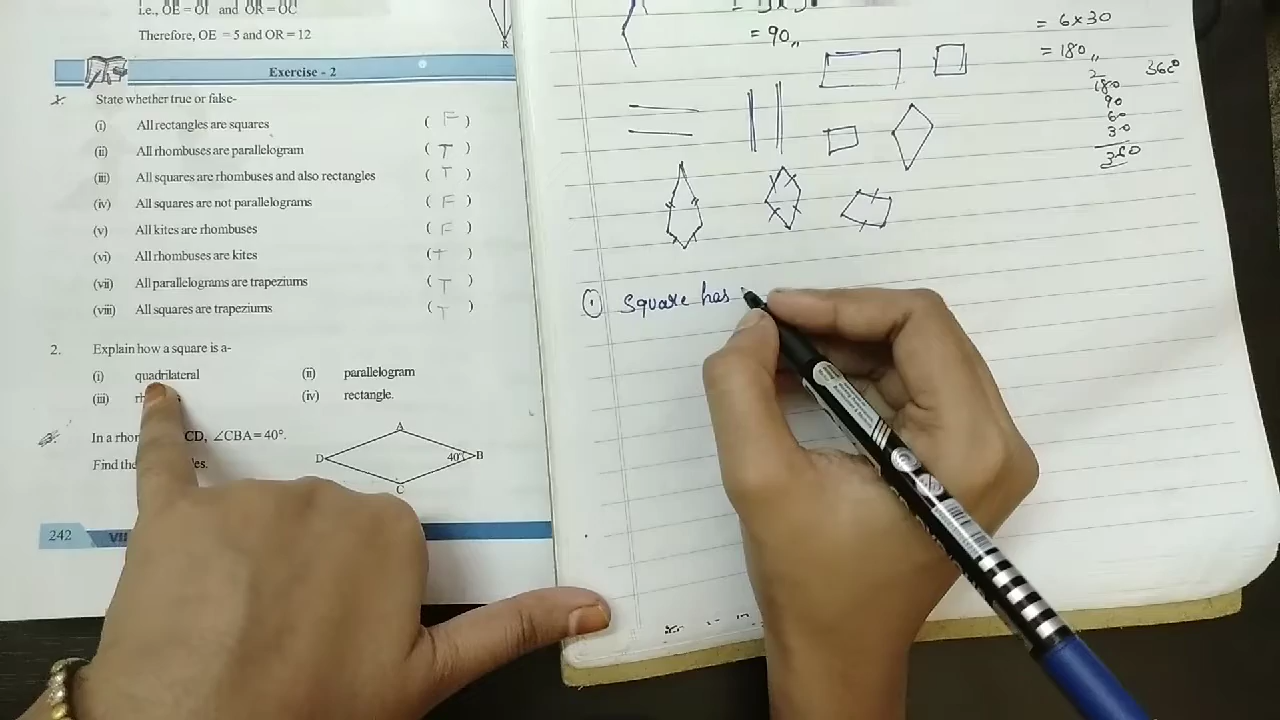 i.e., OE = OI and OR = OC
Therefore, OE = 5 and OR = 12
Exercise - 2
State whether true or false-
(i) All rectangles are squares ( F )
(ii) All rhombuses are parallelogram ( T )
(iii) All squares are rhombuses and also rectangles ( T )
(iv) All squares are not parallelograms ( F )
(v) All kites are rhombuses ( F )
(vi) All rhombuses are kites ( T )
(vii) All parallelograms are trapeziums ( T )
(viii) All squares are trapeziums ( T )
2. Explain how a square is a-
(i) quadrilateral (ii) parallelogram
(iii) (iv) rectangle.
3. In a CD, ∠CBA = 40°.
Find the
A
D
B
40°
C
242
R
= 90,,
= 6 x 30
= 180,,
2
180
90
60
30
360
360°
① Square has